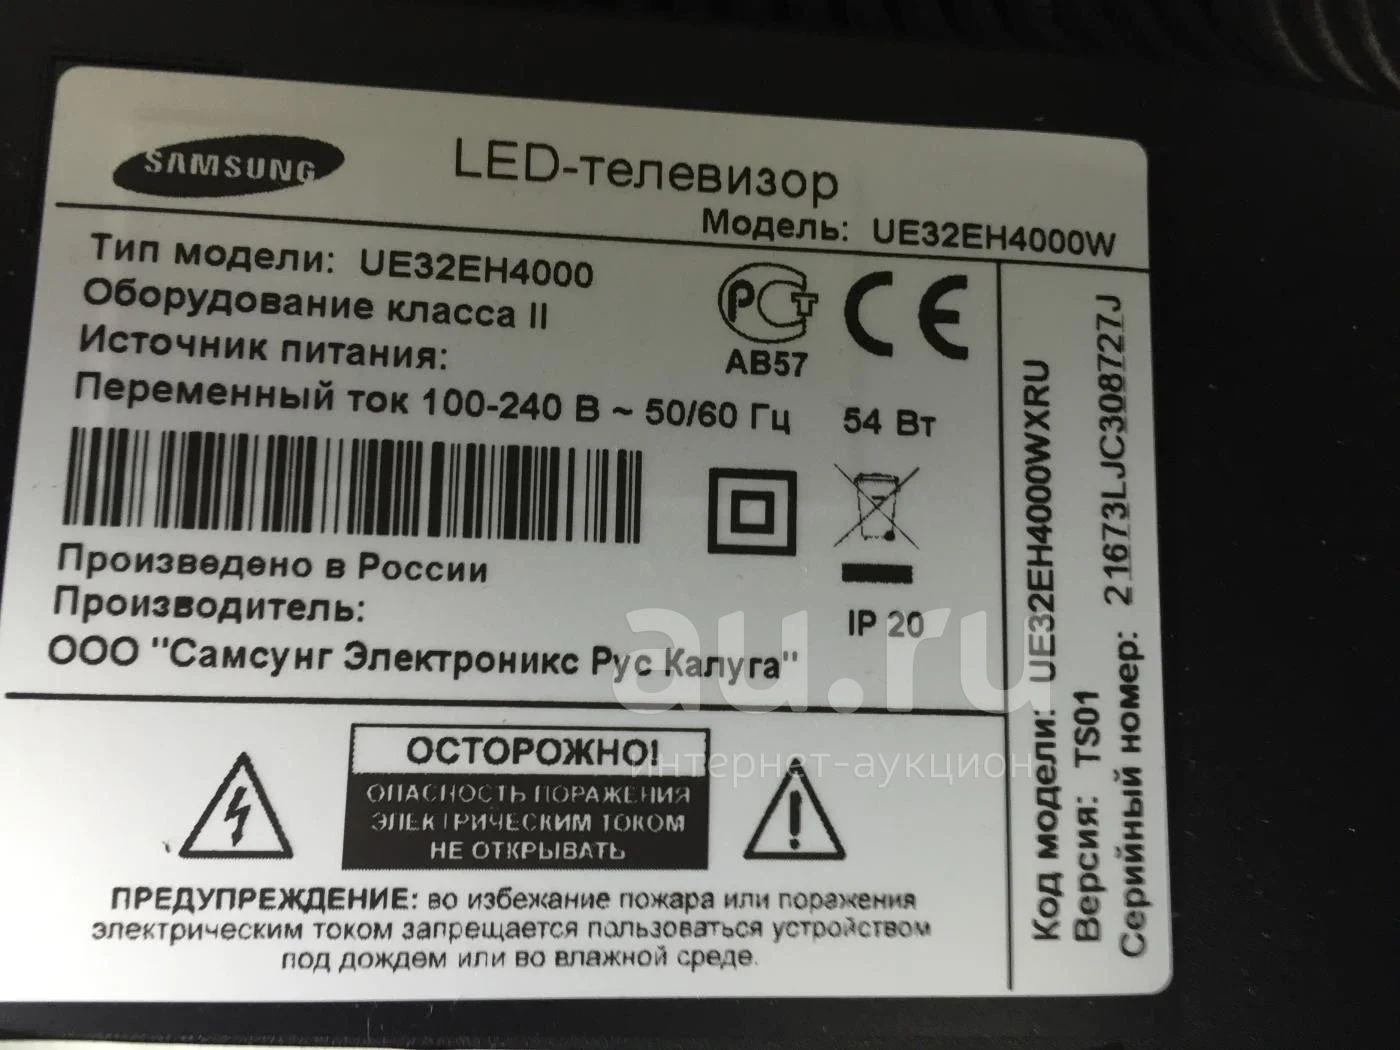 SAMSUNG
LED-телевизор
Модель: UE32EH4000W
Тип модели: UE32EH4000
Оборудование класса II
Источник питания:
Переменный ток 100-240 В ~ 50/60 Гц 54 Вт
РСТ
АВ57
CE
Произведено в России
Производитель:
ООО "Самсунг Электроникс Рус Калуга"
IP 20
Код модели: UE32EH4000WXRU
Версия: TS01
Серийный номер: 21673LJC308727J
ОСТОРОЖНО!
ОПАСНОСТЬ ПОРАЖЕНИЯ
ЭЛЕКТРИЧЕСКИМ ТОКОМ
НЕ ОТКРЫВАТЬ
ПРЕДУПРЕЖДЕНИЕ: во избежание пожара или поражения
электрическим током запрещается пользоваться устройством
под дождем или во влажной среде.
au.ru
интернет-аукцион